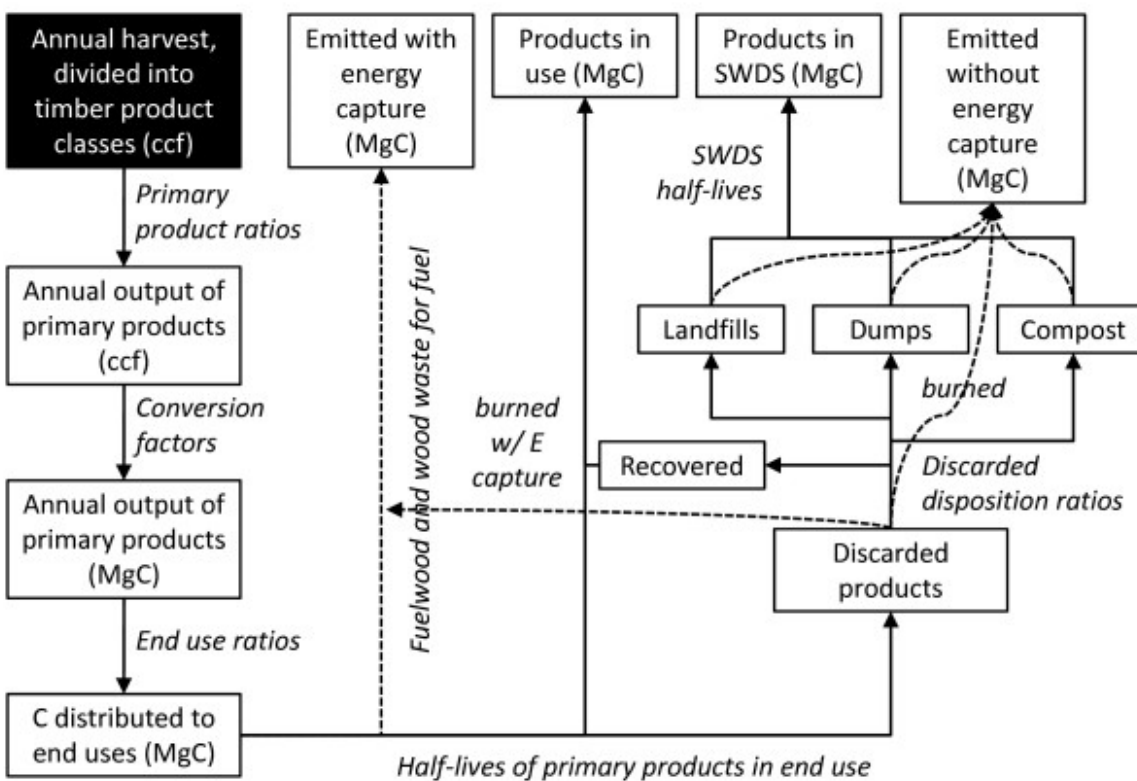 Annual harvest,
divided into
timber product
classes (ccf)
Emitted with
energy
capture
(MgC)
Products in
use (MgC)
Products in
SWDS (MgC)
Emitted
without
energy
capture
(MgC)
Primary
product ratios
SWDS
half-lives
Annual output of
primary products
(ccf)
Landfills
Dumps
Compost
Fuelwood and wood waste for fuel
Conversion
factors
burned
w/ E
capture
burned
Recovered
Discarded
disposition ratios
Annual output of
primary products
(MgC)
Discarded
products
End use ratios
C distributed to
end uses (MgC)
Half-lives of primary products in end use